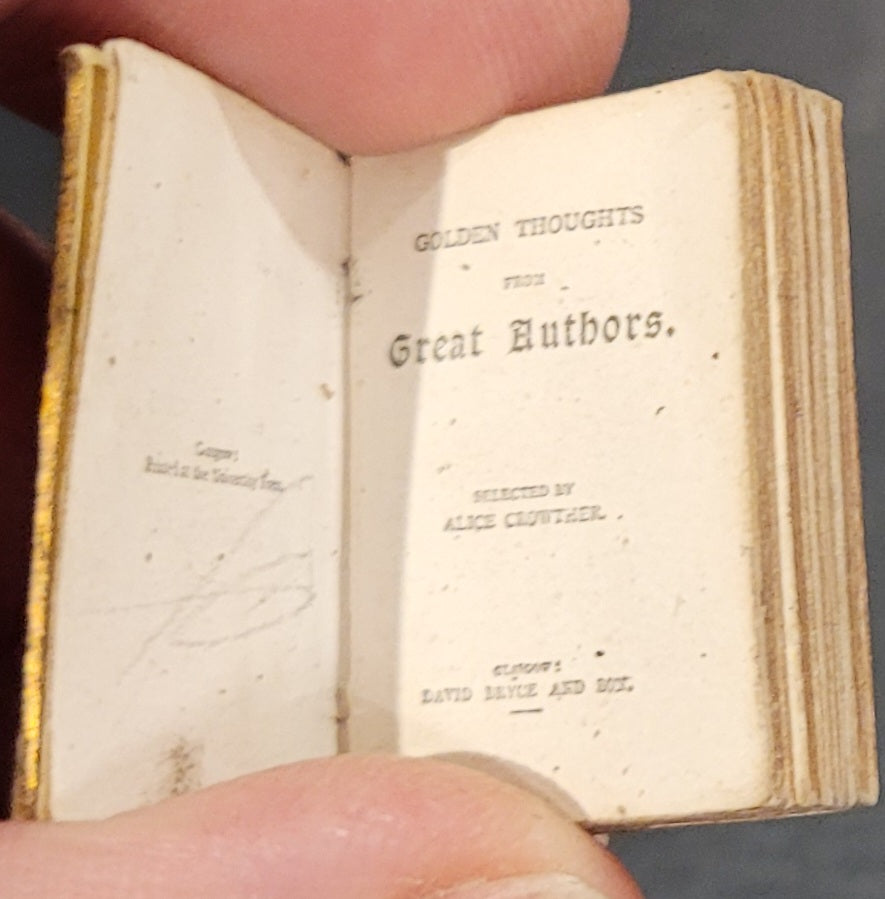 Glasgow:
Printed at the University Press.
GOLDEN THOUGHTS
FROM
Great Authors.
SELECTED BY
ALICE CROWTHER.
GLASGOW:
DAVID BRYCE AND SON.